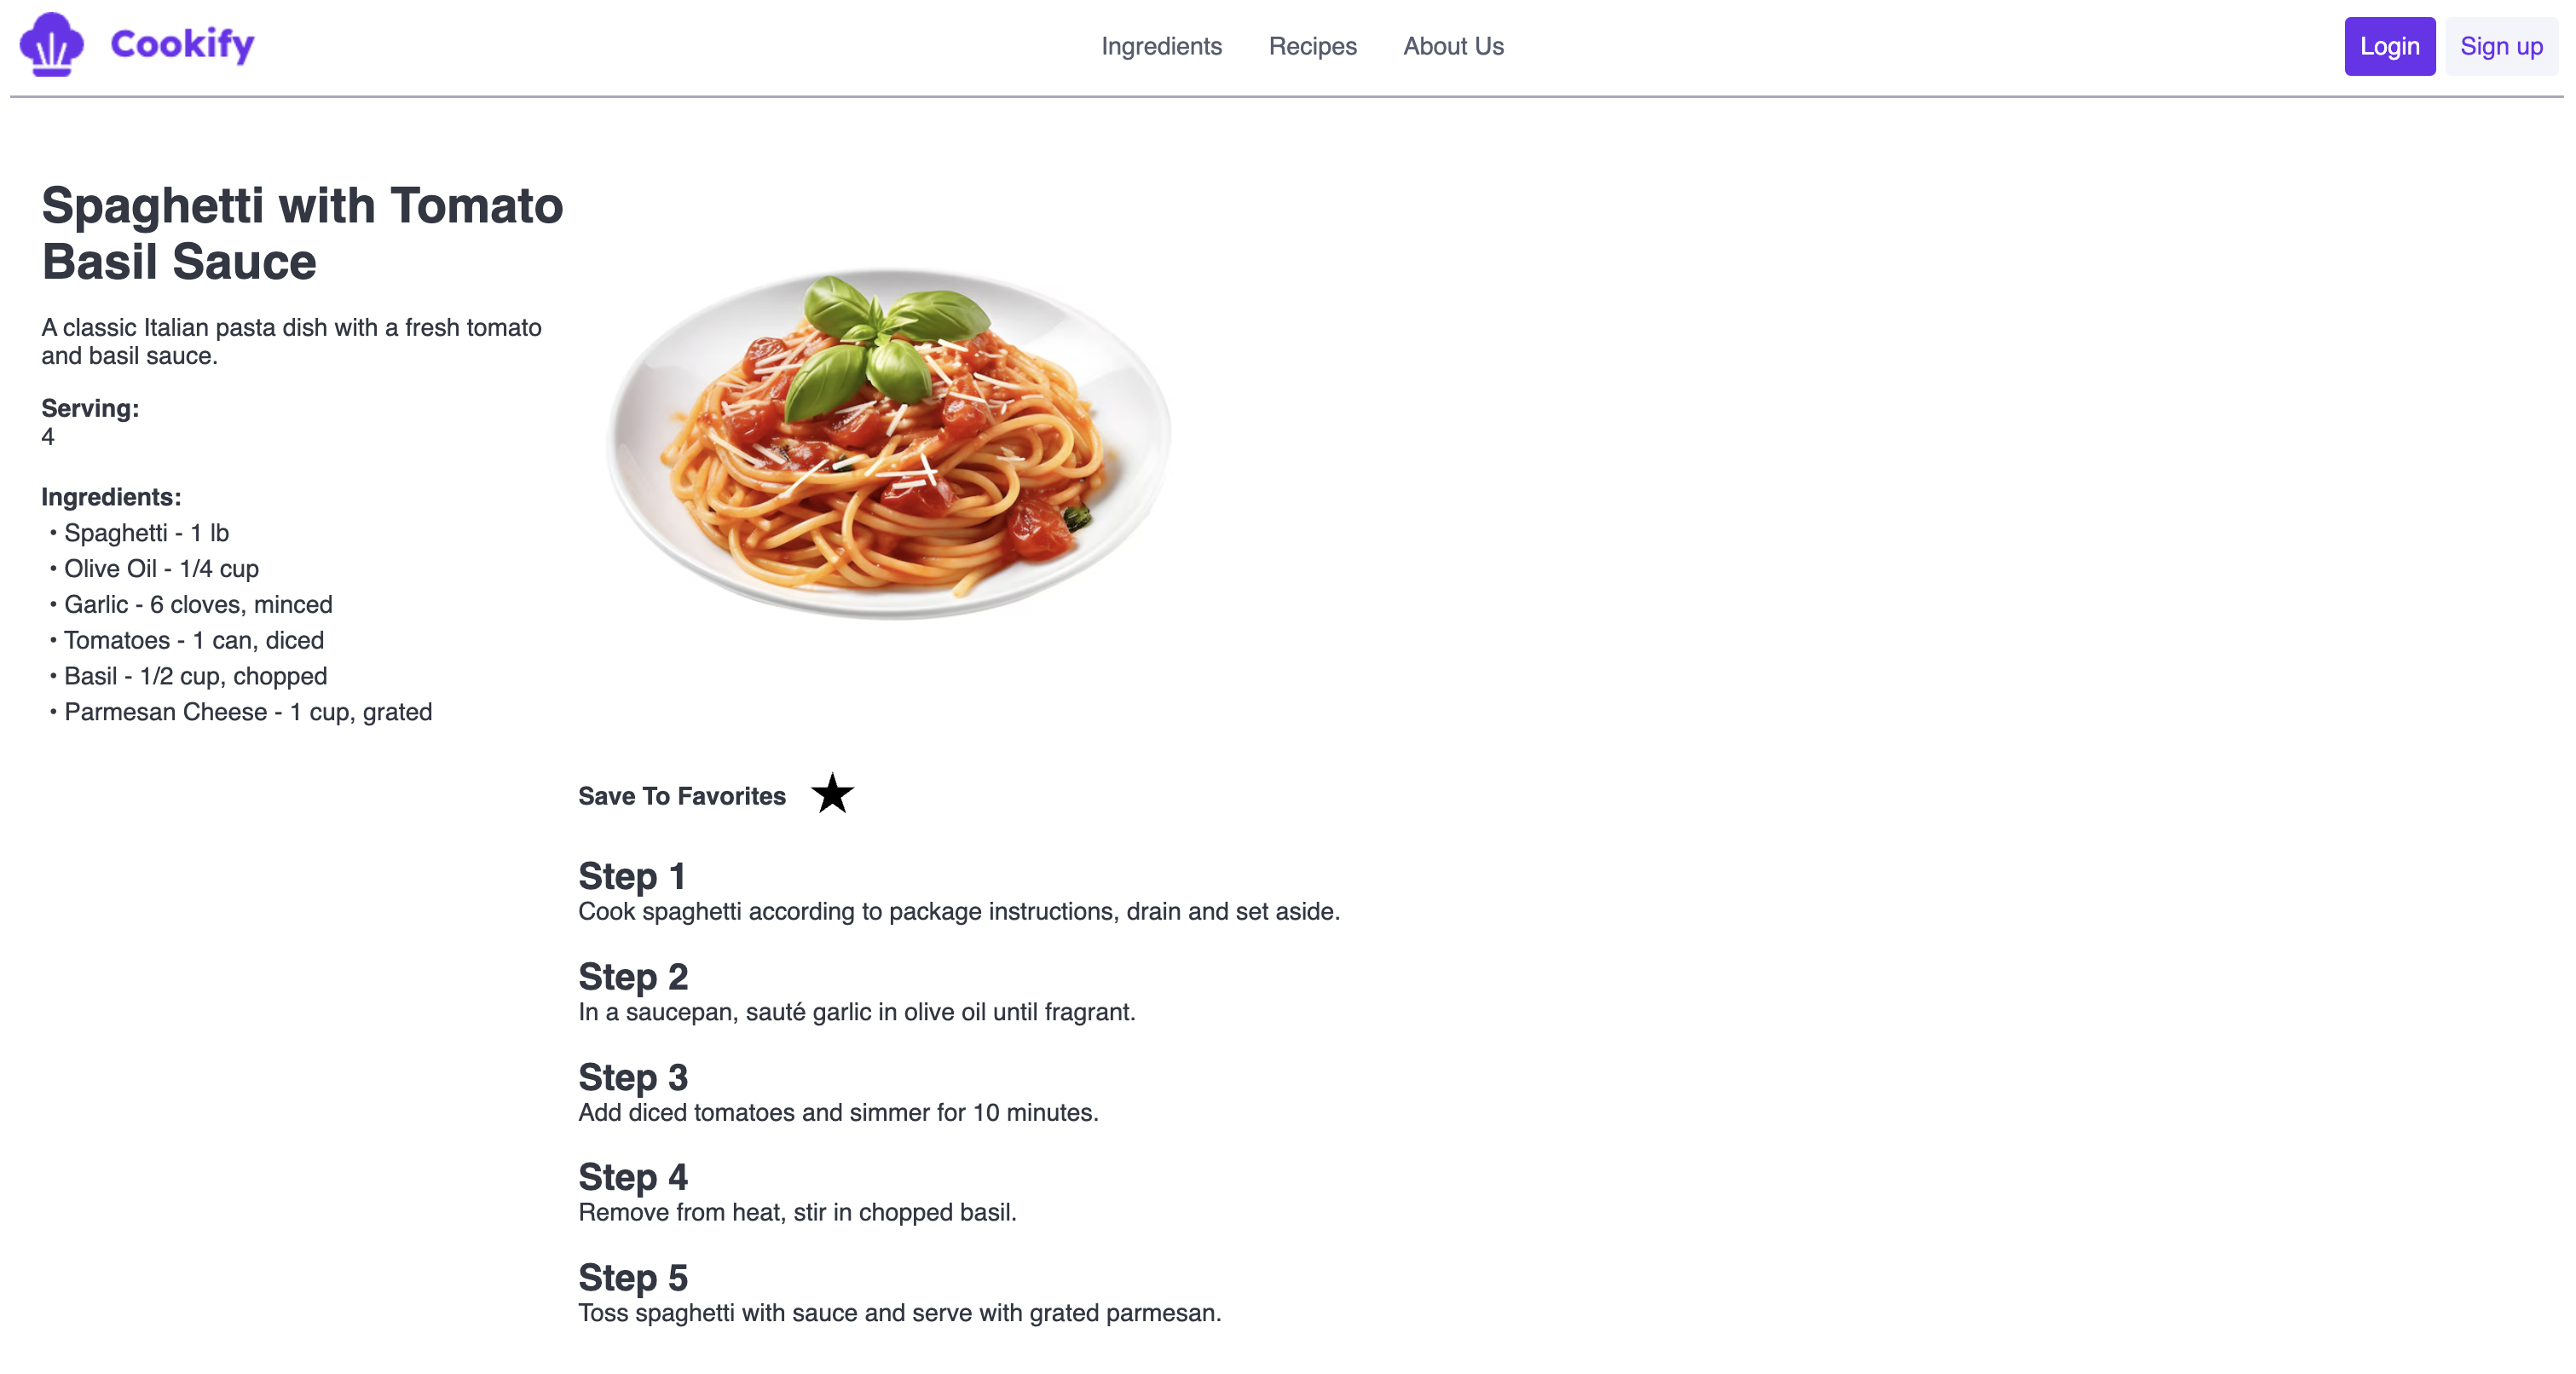 Cookify
Ingredients Recipes About Us
Login Sign up
Spaghetti with Tomato
Basil Sauce
A classic Italian pasta dish with a fresh tomato
and basil sauce.
Serving:
4
Ingredients:
• Spaghetti - 1 lb
• Olive Oil - 1/4 cup
• Garlic - 6 cloves, minced
• Tomatoes - 1 can, diced
• Basil - 1/2 cup, chopped
• Parmesan Cheese - 1 cup, grated
Save To Favorites
Step 1
Cook spaghetti according to package instructions, drain and set aside.
Step 2
In a saucepan, sauté garlic in olive oil until fragrant.
Step 3
Add diced tomatoes and simmer for 10 minutes.
Step 4
Remove from heat, stir in chopped basil.
Step 5
Toss spaghetti with sauce and serve with grated parmesan.